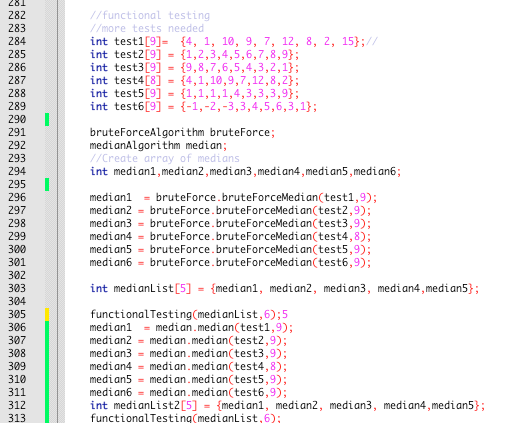 281
282 //functional testing
283 //more tests needed
284 int test1[9]= {4, 1, 10, 9, 7, 12, 8, 2, 15};//
285 int test2[9] = {1,2,3,4,5,6,7,8,9};
286 int test3[9] = {9,8,7,6,5,4,3,2,1};
287 int test4[8] = {4,1,10,9,7,12,8,2};
288 int test5[9] = {1,1,1,1,4,3,3,3,9};
289 int test6[9] = {-1,-2,-3,3,4,5,6,3,1};
290
291 bruteForceAlgorithm bruteForce;
292 medianAlgorithm median;
293 //Create array of medians
294 int median1,median2,median3,median4,median5,median6;
295
296 median1  = bruteForce.bruteForceMedian(test1,9);
297 median2 = bruteForce.bruteForceMedian(test2,9);
298 median3 = bruteForce.bruteForceMedian(test3,9);
299 median4 = bruteForce.bruteForceMedian(test4,8);
300 median5 = bruteForce.bruteForceMedian(test5,9);
301 median6 = bruteForce.bruteForceMedian(test6,9);
302
303 int medianList[5] = {median1, median2, median3, median4,median5};
304
305 functionalTesting(medianList,6);5
306 median1  = median.median(test1,9);
307 median2 = median.median(test2,9);
308 median3 = median.median(test3,9);
309 median4 = median.median(test4,8);
310 median5 = median.median(test5,9);
311 median6 = median.median(test6,9);
312 int medianList2[5] = {median1, median2, median3, median4,median5};
313 functionalTesting(medianList,6);